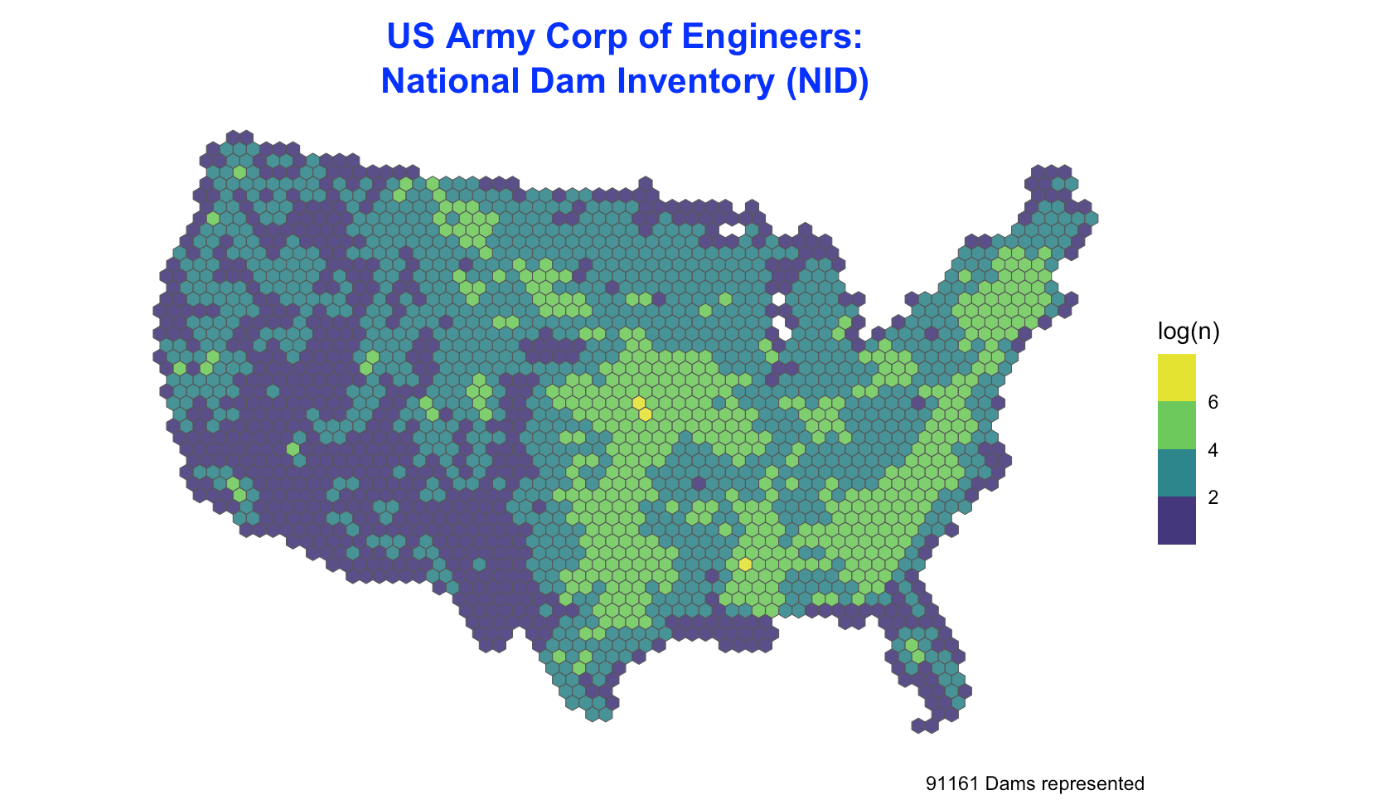 US Army Corp of Engineers:
National Dam Inventory (NID)
log(n)
6
4
2
91161 Dams represented